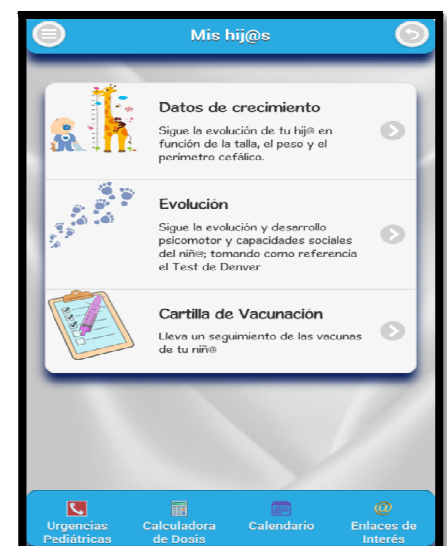 Mis hij@s
Datos de crecimiento
Sigue la evolución de tu hij@ en
función de la talla, el peso y el
perimetro cefálico.
Evolución
Sigue la evolución y desarrollo
psicomotor y capacidades sociales
del niñ@; tomando como referencia
el Test de Denver
Cartilla de Vacunación
Lleva un seguimiento de las vacunas
de tu niñ@
Urgencias
Pediátricas
Calculadora
de Dosis
Calendario
Enlaces de
Interés